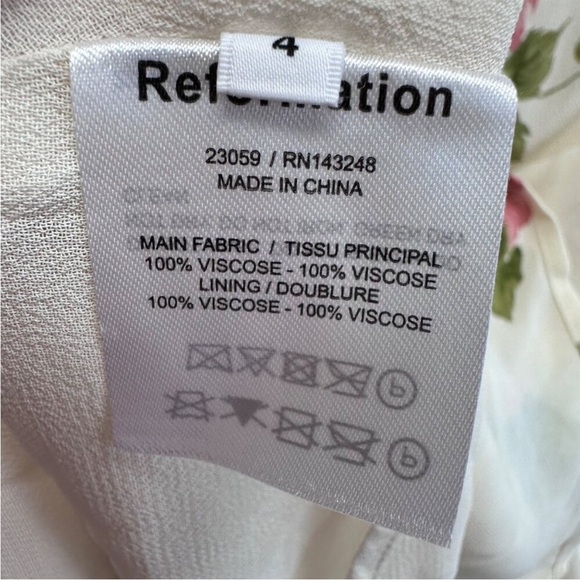 4
Reformation
23059 / RN143248
MADE IN CHINA
MAIN FABRIC / TISSU PRINCIPAL
100% VISCOSE - 100% VISCOSE
LINING / DOUBLURE
100% VISCOSE - 100% VISCOSE
P
P